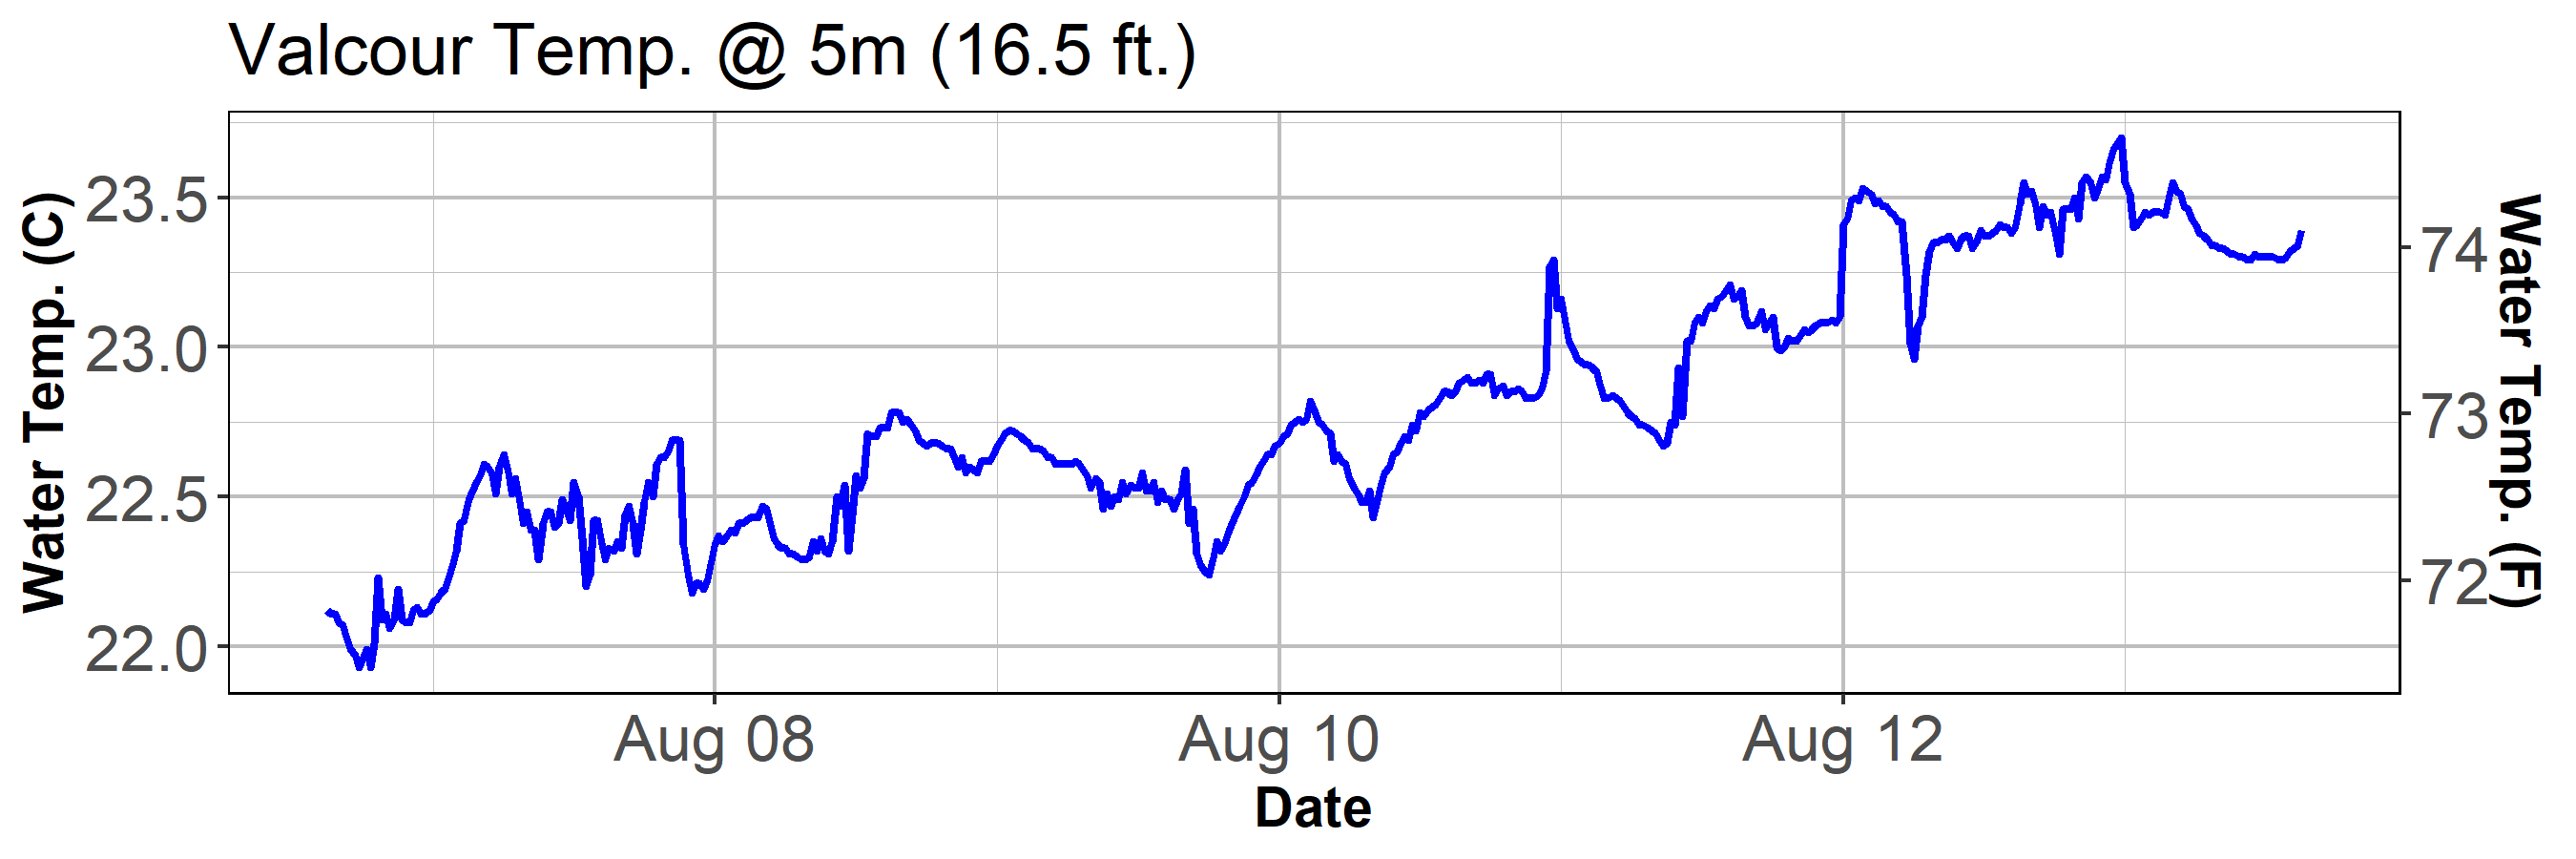 Valcour Temp. @ 5m (16.5 ft.)
Water Temp. (C)
23.5
23.0
22.5
22.0
74
73
72
Water Temp. (F)
Aug 08
Aug 10
Aug 12
Date